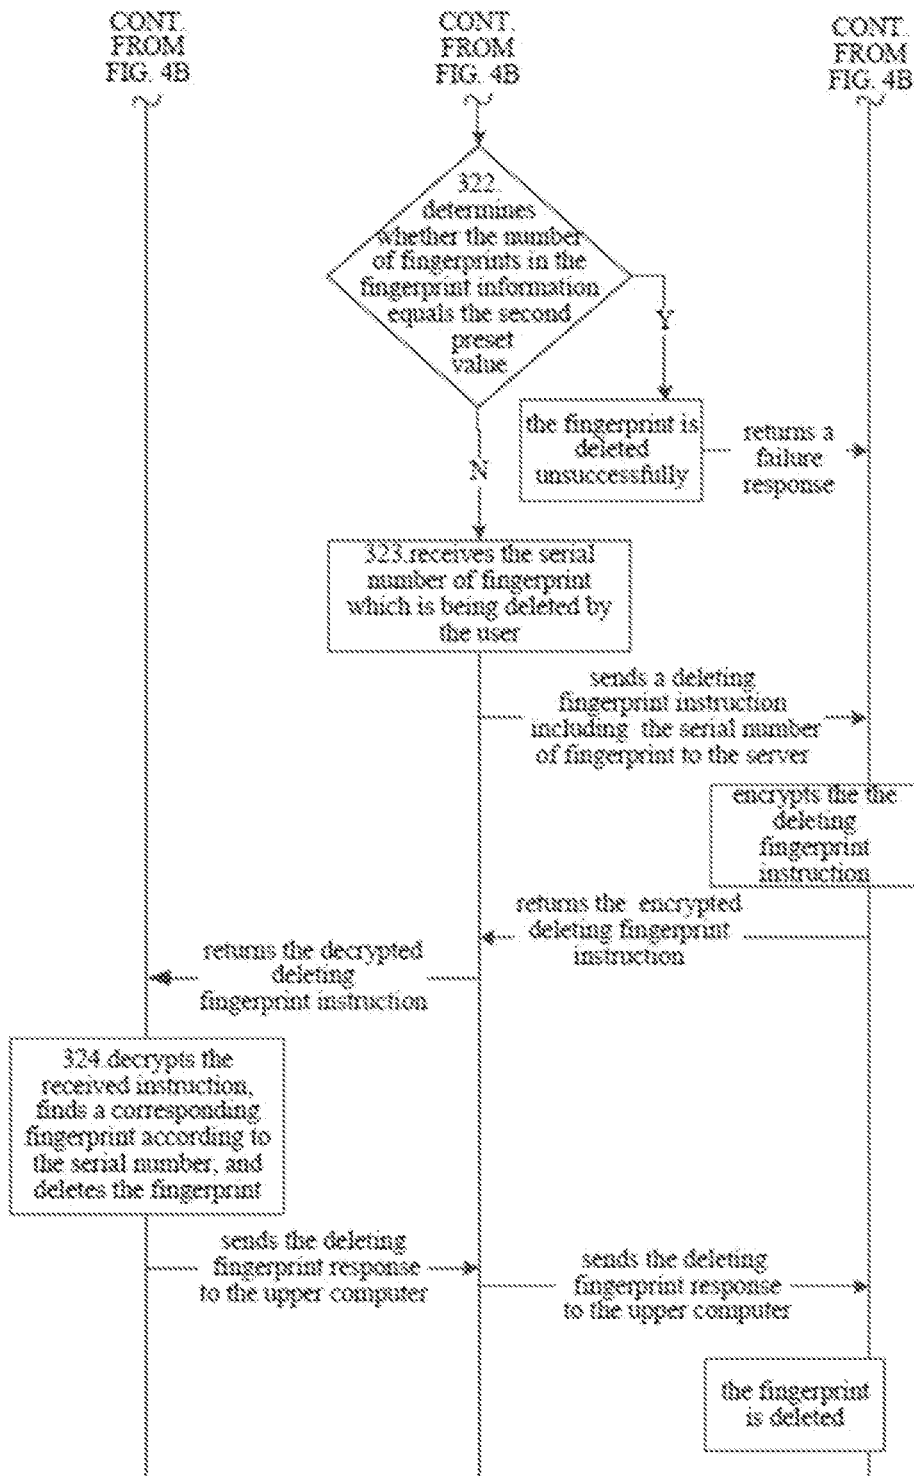 CONT.
FROM
FIG. 4B
CONT.
FROM
FIG. 4B
CONT.
FROM
FIG. 4B
322.
determines
whether the number
of fingerprints in the
fingerprint information
equals the second
preset
value
Y
the fingerprint is
deleted
unsuccessfully
returns a
failure
response
N
323.receives the serial
number of fingerprint
which is being deleted by
the user
sends a deleting
fingerprint instruction
including the serial number
of fingerprint to the server
encrypts the the
deleting
fingerprint
instruction
returns the encrypted
deleting fingerprint
instruction
returns the decrypted
deleting
fingerprint instruction
324.decrypts the
received instruction,
finds a corresponding
fingerprint according to
the serial number, and
deletes the fingerprint
sends the deleting
fingerprint response
to the upper computer
sends the deleting
fingerprint response
to the upper computer
the fingerprint
is deleted